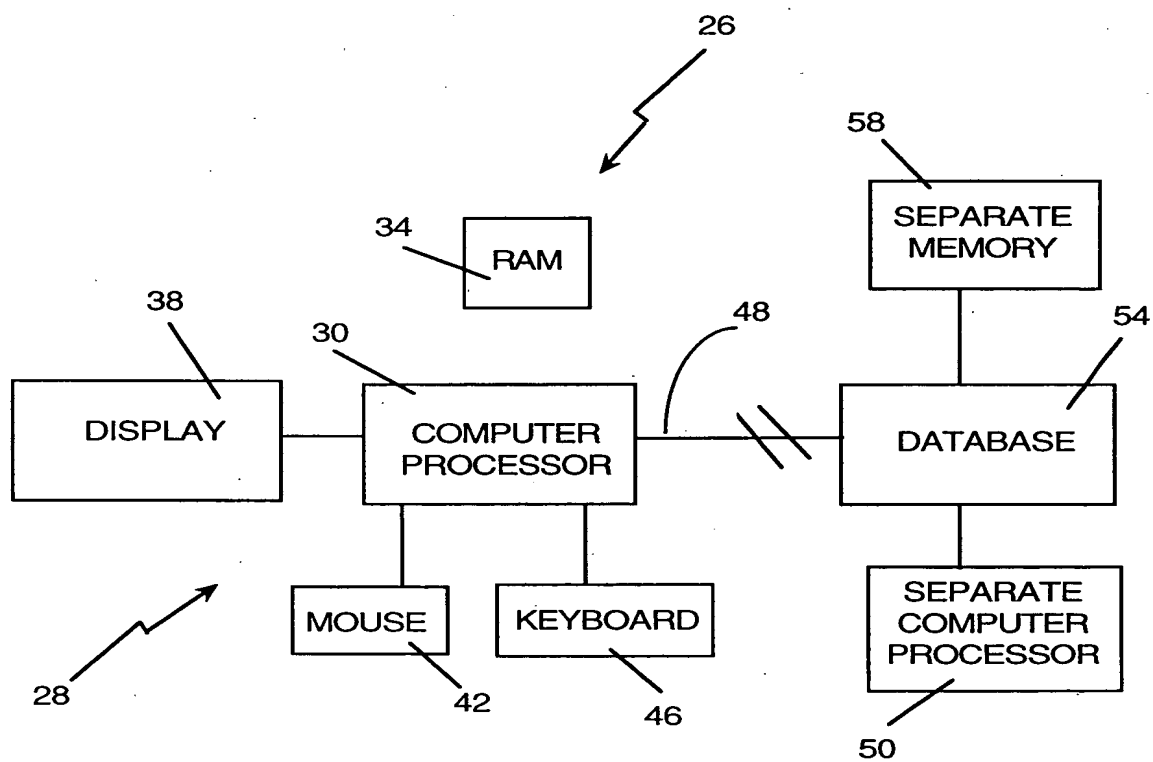 26
58
SEPARATE
MEMORY
34
RAM
38
30
48
54
DISPLAY
COMPUTER
PROCESSOR
DATABASE
MOUSE
KEYBOARD
SEPARATE
COMPUTER
PROCESSOR
28
42
46
50